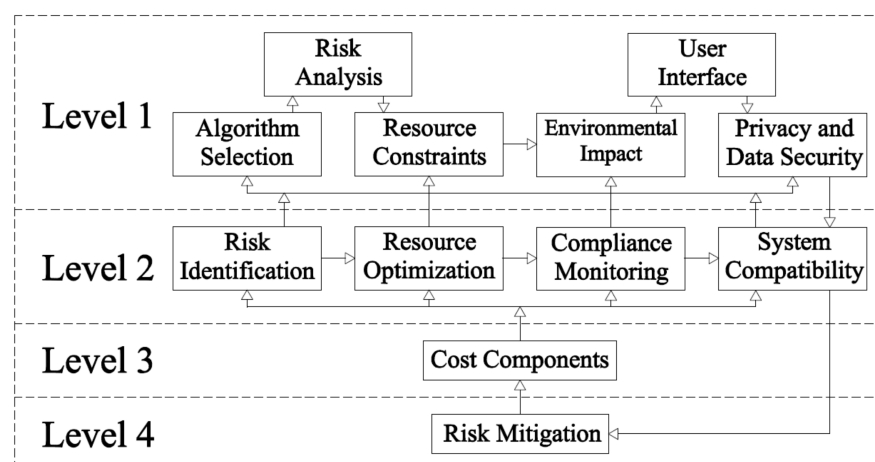 Level 1
Risk
Analysis
User
Interface
Algorithm
Selection
Resource
Constraints
Environmental
Impact
Privacy and
Data Security
Level 2
Risk
Identification
Resource
Optimization
Compliance
Monitoring
System
Compatibility
Level 3
Cost Components
Level 4
Risk Mitigation